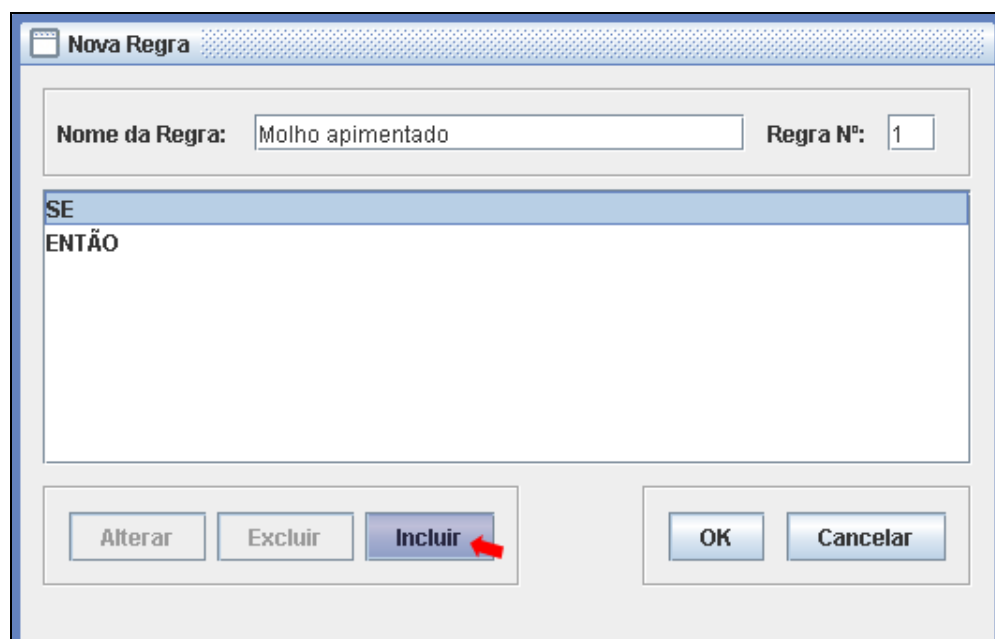 Nova Regra
Nome da Regra: Molho apimentado Regra Nº: 1
SE
ENTÃO
Alterar Excluir Incluir OK Cancelar